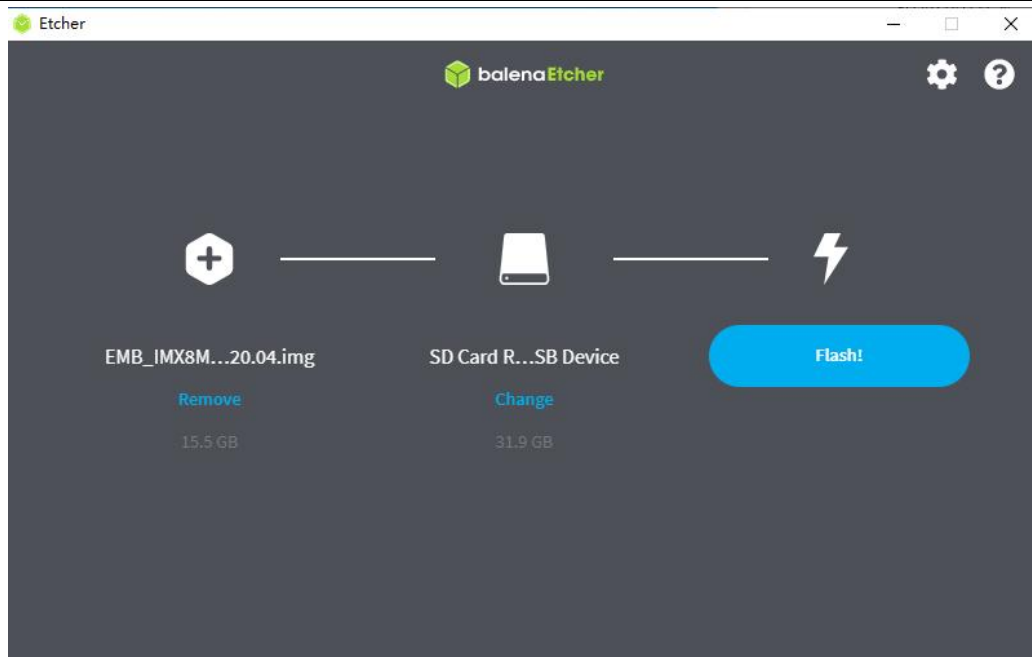 Etcher
balenaEtcher
EMB_IMX8M...20.04.img
SD Card R...SB Device
Flash!
Remove
Change
15.5 GB
31.9 GB